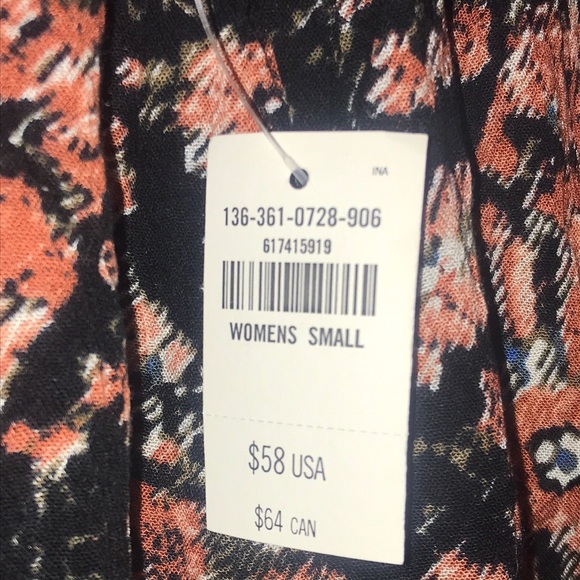 INA
136-361-0728-906
617415919
WOMENS SMALL
$58 USA
$64 CAN